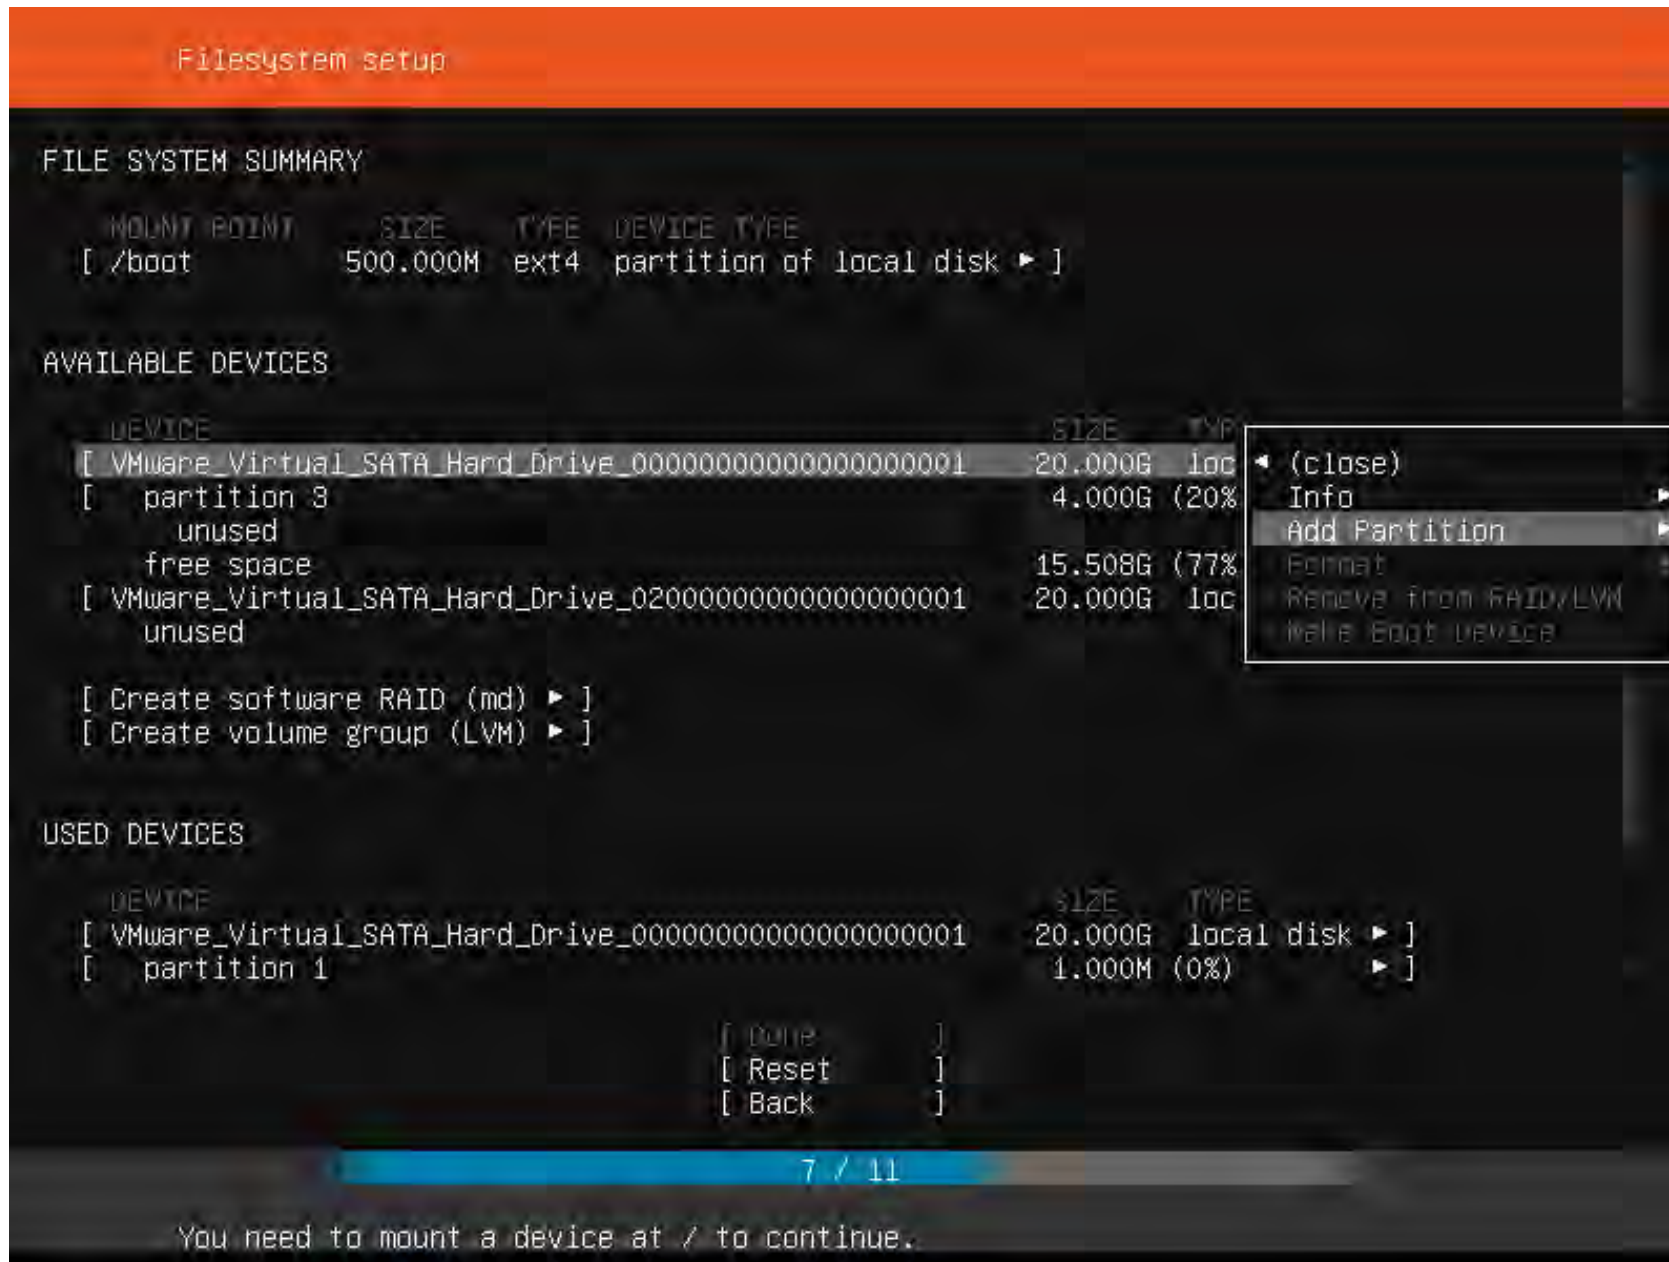 Filesystem setup
FILE SYSTEM SUMMARY
MOUNT POINT SIZE TYPE DEVICE TYPE
[ /boot 500.000M ext4 partition of local disk ▸ ]
AVAILABLE DEVICES
DEVICE SIZE TYP
[ VMware_Virtual_SATA_Hard_Drive_00000000000000000001 20.000G loc ◂ (close)
[ partition 3 4.000G (20% Info ▸
unused Add Partition ▸
free space 15.508G (77% Format
[ VMware_Virtual_SATA_Hard_Drive_02000000000000000001 20.000G loc Remove from RAID/LVM
unused Make Boot Device
[ Create software RAID (md) ▸ ]
[ Create volume group (LVM) ▸ ]
USED DEVICES
DEVICE SIZE TYPE
[ VMware_Virtual_SATA_Hard_Drive_00000000000000000001 20.000G local disk ▸ ]
[ partition 1 1.000M (0%) ▸ ]
[ Done ]
[ Reset ]
[ Back ]
7 / 11
You need to mount a device at / to continue.